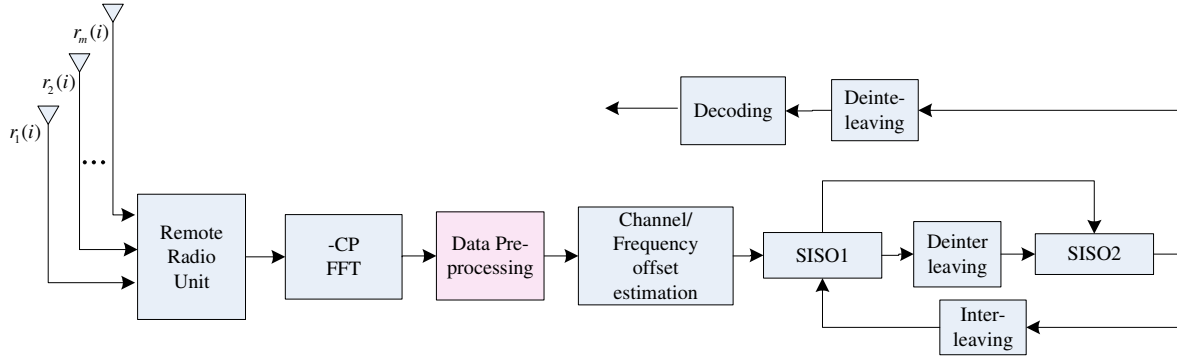 r_m(i)
r_2(i)
r_1(i)
...
Decoding
Deinte-
leaving
Remote
Radio
Unit
-CP
FFT
Data Pre-
processing
Channel/
Frequency
offset
estimation
SISO1
Deinter
leaving
SISO2
Inter-
leaving